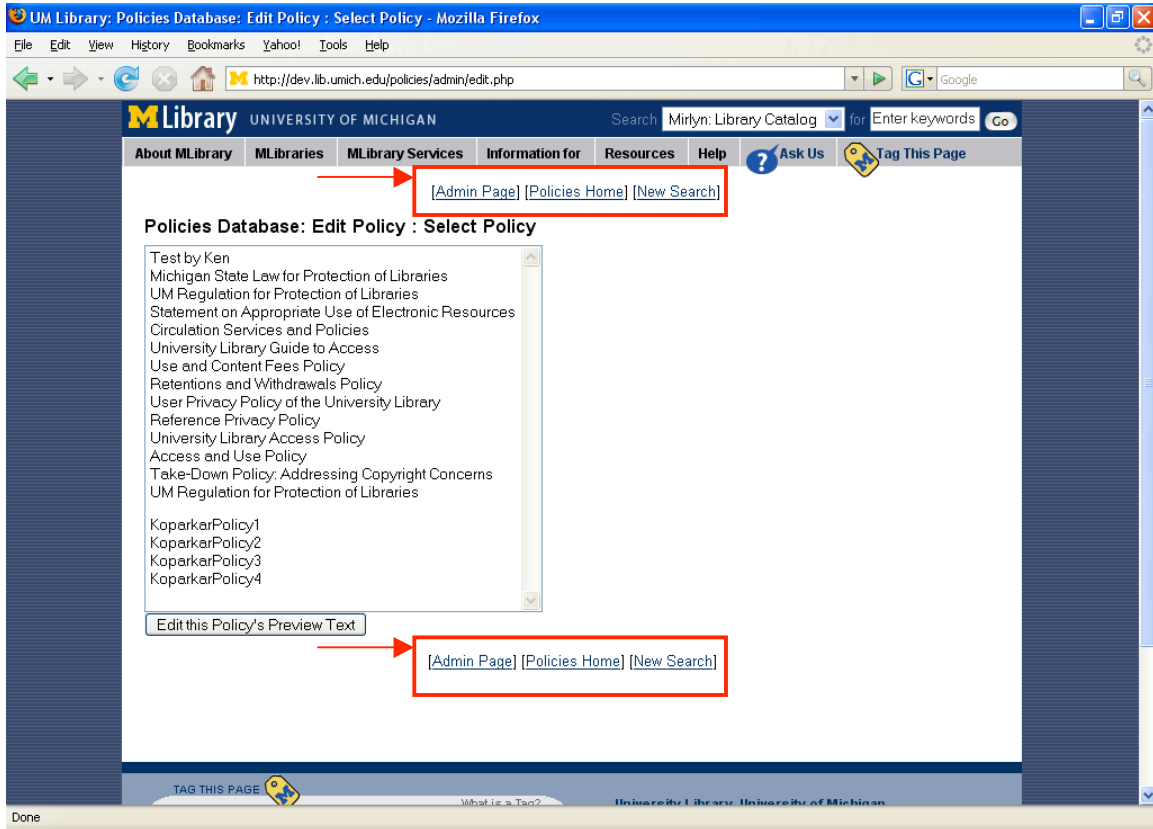 UM Library: Policies Database: Edit Policy : Select Policy - Mozilla Firefox
File Edit View History Bookmarks Yahoo! Tools Help
http://dev.lib.umich.edu/policies/admin/edit.php
G Google
MLibrary UNIVERSITY OF MICHIGAN Search Mirlyn: Library Catalog for Enter keywords Go
About MLibrary MLibraries MLibrary Services Information for Resources Help ? Ask Us Tag This Page
[Admin Page] [Policies Home] [New Search]
Policies Database: Edit Policy : Select Policy
Test by Ken
Michigan State Law for Protection of Libraries
UM Regulation for Protection of Libraries
Statement on Appropriate Use of Electronic Resources
Circulation Services and Policies
University Library Guide to Access
Use and Content Fees Policy
Retentions and Withdrawals Policy
User Privacy Policy of the University Library
Reference Privacy Policy
University Library Access Policy
Access and Use Policy
Take-Down Policy: Addressing Copyright Concerns
UM Regulation for Protection of Libraries
KoparkarPolicy1
KoparkarPolicy2
KoparkarPolicy3
KoparkarPolicy4
Edit this Policy's Preview Text
[Admin Page] [Policies Home] [New Search]
TAG THIS PAGE
What is a Tag? University Library, University of Michigan
Done